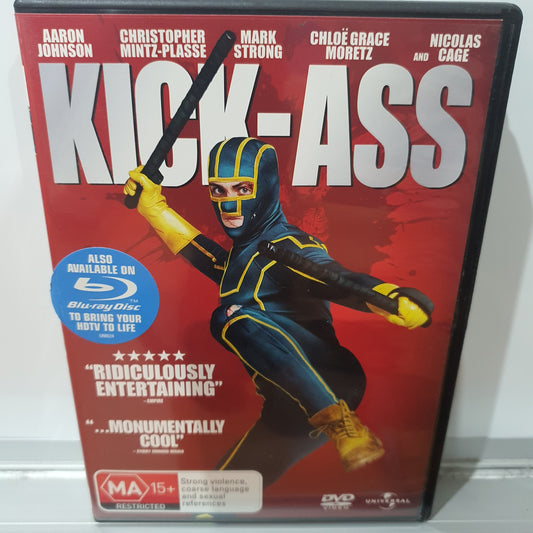 AARON JOHNSON
CHRISTOPHER MINTZ-PLASSE
MARK STRONG
CHLOË GRACE MORETZ
AND NICOLAS CAGE
KICK-ASS
ALSO
AVAILABLE ON
Blu-ray Disc
TM
TO BRING YOUR
HDTV TO LIFE
★★★★★
“RIDICULOUSLY
ENTERTAINING”
–EMPIRE
“...MONUMENTALLY
COOL”
MA 15+
RESTRICTED
Strong violence,
coarse language
and sexual
references
DVD
VIDEO
UNIVERSAL